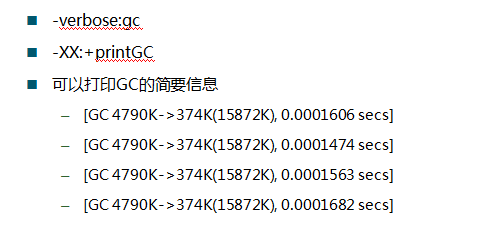 -verbose:gc
-XX:+printGC
可以打印GC的简要信息
– [GC 4790K->374K(15872K), 0.0001606 secs]
– [GC 4790K->374K(15872K), 0.0001474 secs]
– [GC 4790K->374K(15872K), 0.0001563 secs]
– [GC 4790K->374K(15872K), 0.0001682 secs]